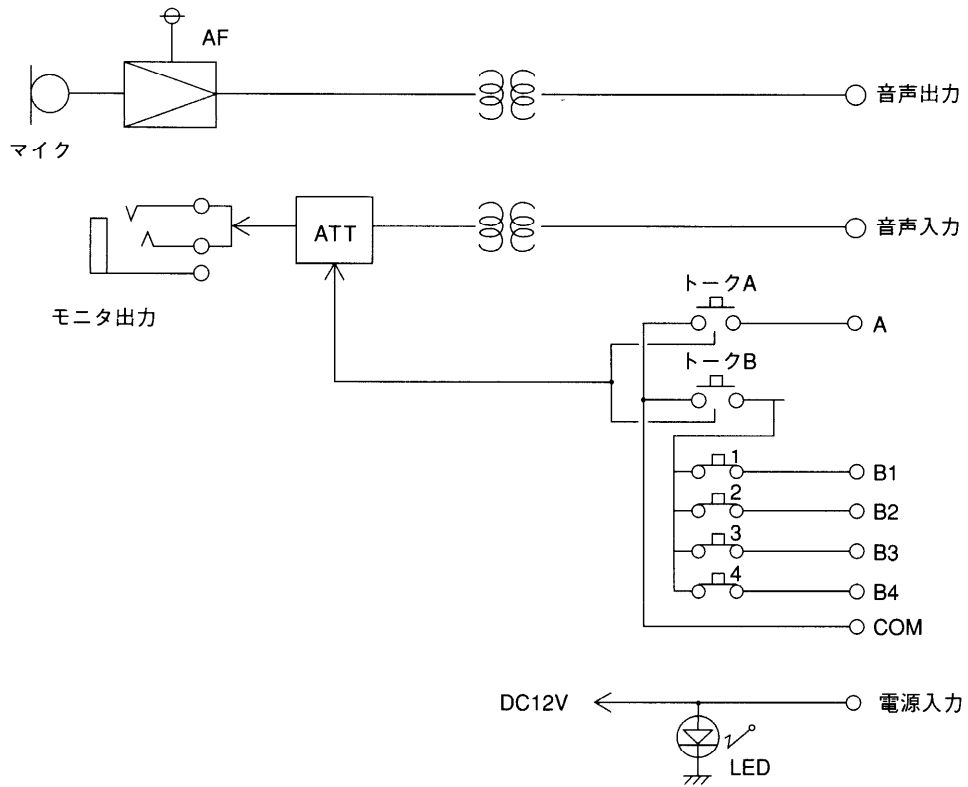 AF
音声出力
マイク
ATT
音声入力
モニタ出力
トークA
A
トークB
1
B1
2
B2
3
B3
4
B4
COM
DC12V
電源入力
LED